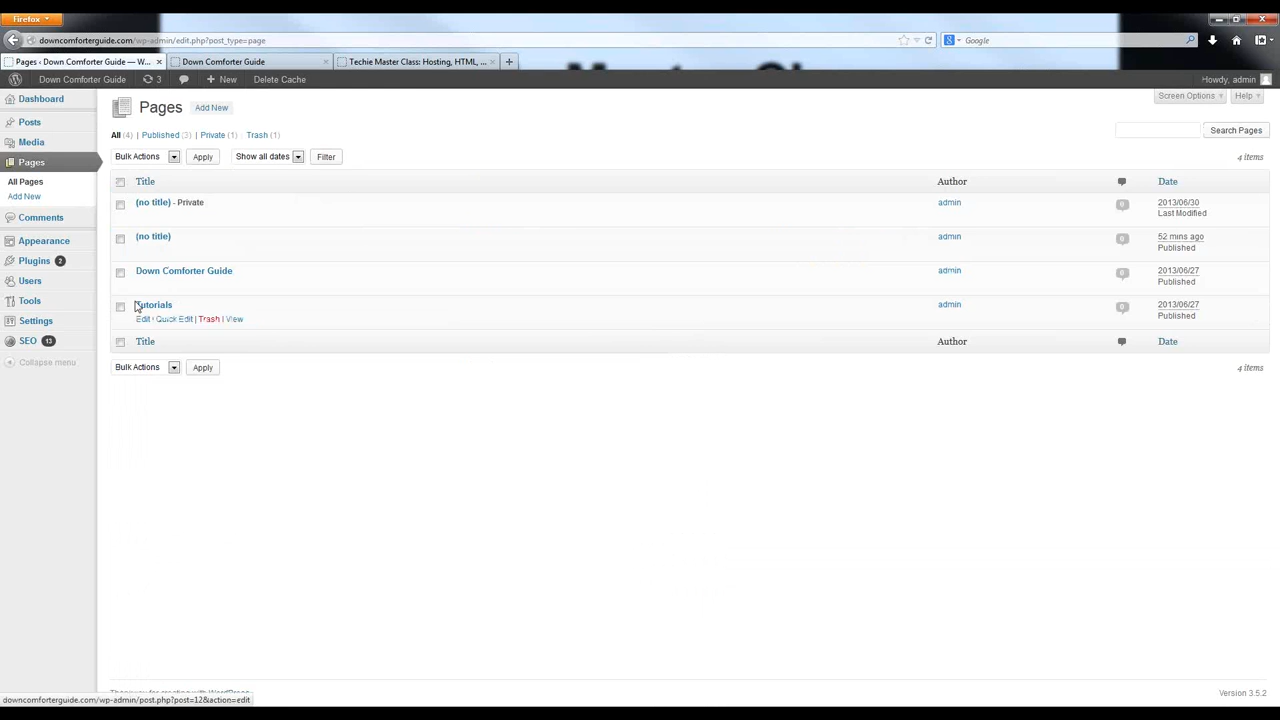 Firefox
downcomforterguide.com/wp-admin/edit.php?post_type=page
Google
Pages ‹ Down Comforter Guide — W...
Down Comforter Guide
Techie Master Class: Hosting, HTML, ...
Down Comforter Guide
3
+ New
Delete Cache
Howdy, admin
Dashboard
Posts
Media
Pages
All Pages
Add New
Comments
Appearance
Plugins 2
Users
Tools
Settings
SEO 13
Collapse menu
Screen Options
Help
Pages
Add New
All (4) | Published (3) | Private (1) | Trash (1)
Search Pages
Bulk Actions
Apply
Show all dates
Filter
4 items
Title
Author
Date
(no title) - Private
admin
0
2013/06/30
Last Modified
(no title)
admin
0
52 mins ago
Published
Down Comforter Guide
admin
0
2013/06/27
Published
Tutorials
Edit | Quick Edit | Trash | View
admin
0
2013/06/27
Published
Title
Author
Date
Bulk Actions
Apply
4 items
Version 3.5.2
downcomforterguide.com/wp-admin/post.php?post=12&action=edit